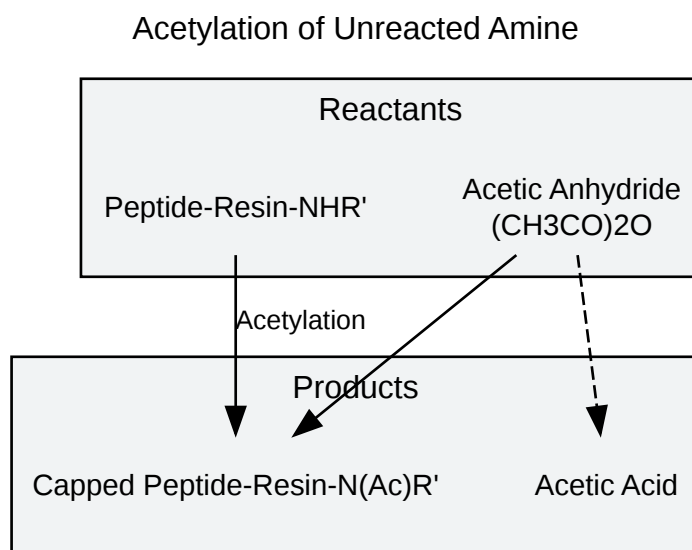 Acetylation of Unreacted Amine
Reactants
Peptide-Resin-NHR'
Acetic Anhydride
(CH3CO)2O
Acetylation
Products
Capped Peptide-Resin-N(Ac)R'
Acetic Acid